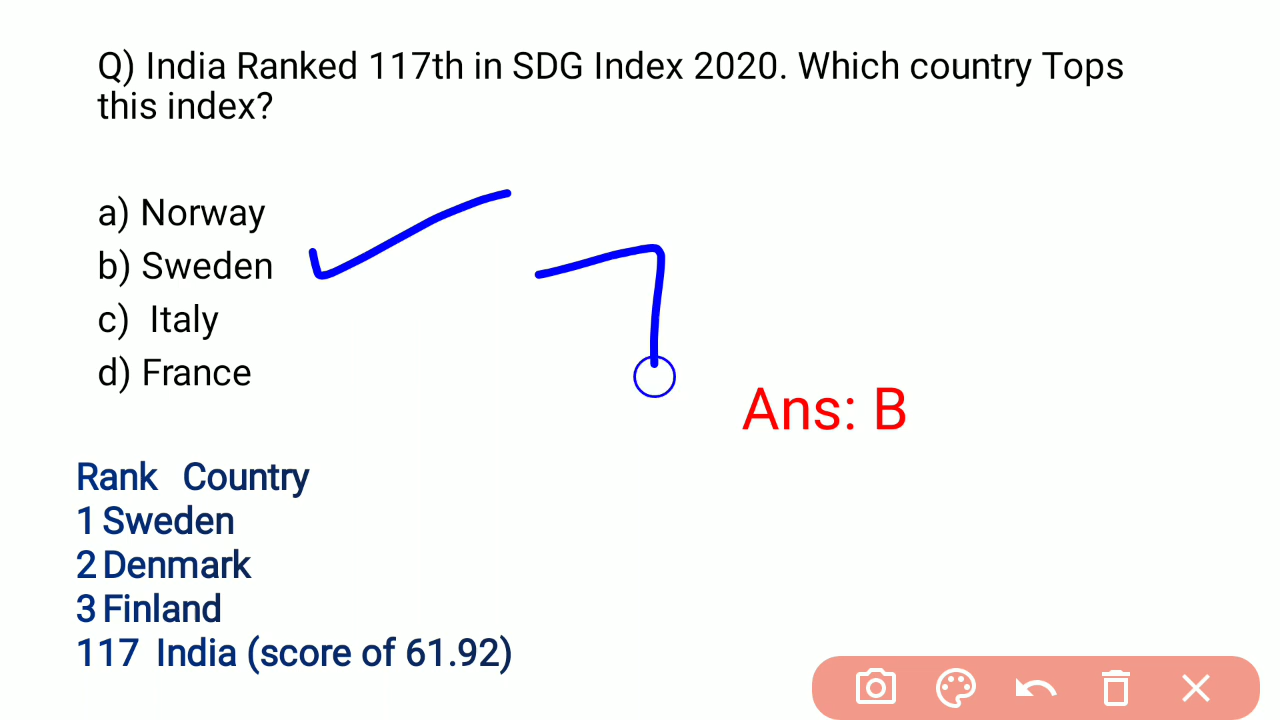 Q) India Ranked 117th in SDG Index 2020. Which country Tops
this index?
a) Norway
b) Sweden
c) Italy
d) France
Ans: B
Rank Country
1 Sweden
2 Denmark
3 Finland
117 India (score of 61.92)